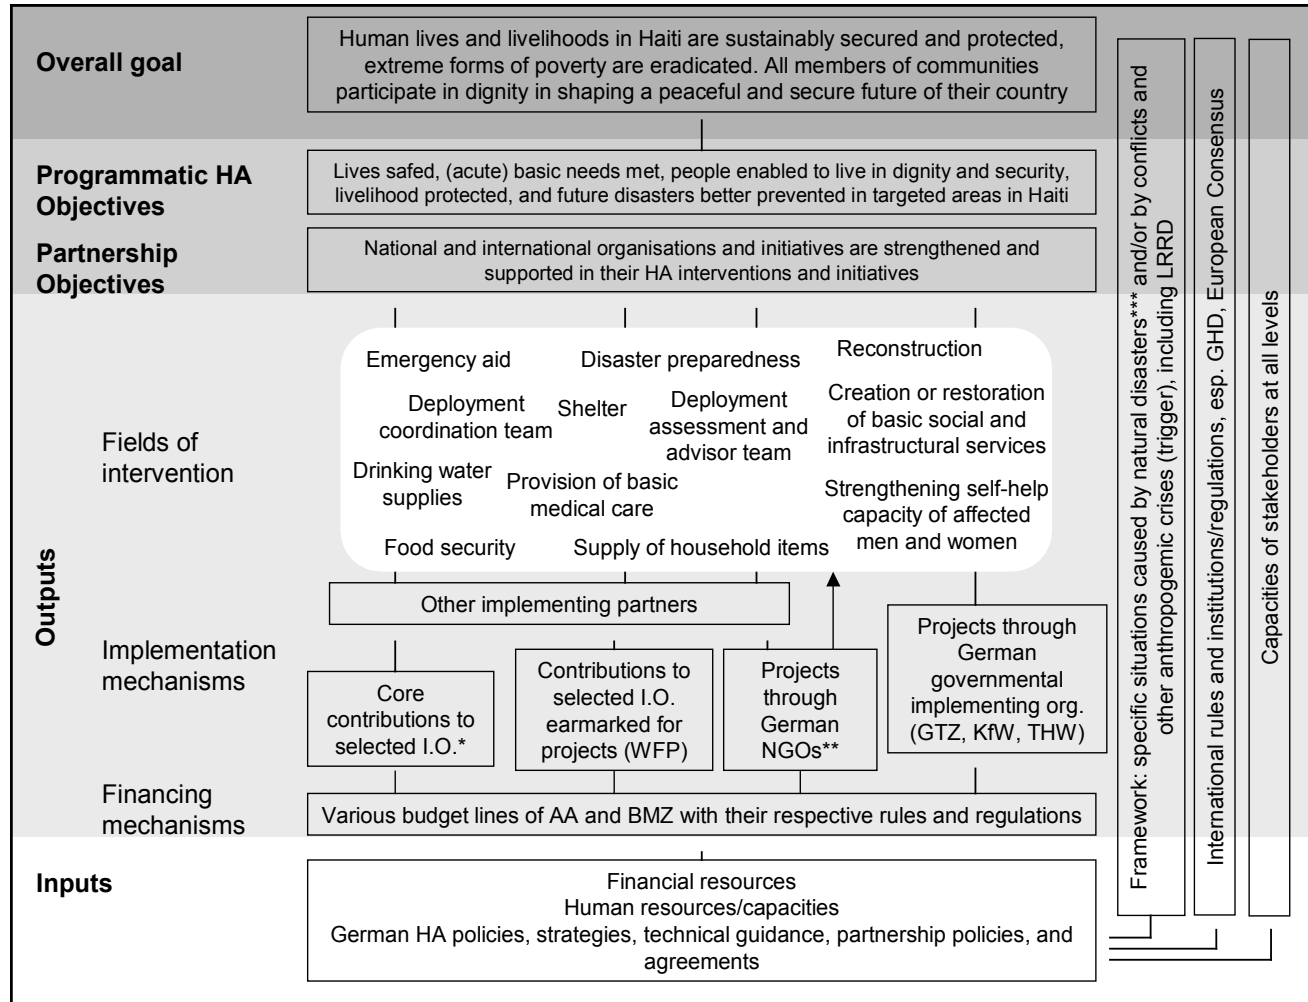 Overall goal
Human lives and livelihoods in Haiti are sustainably secured and protected,
extreme forms of poverty are eradicated. All members of communities
participate in dignity in shaping a peaceful and secure future of their country
Programmatic HA
Objectives
Lives safed, (acute) basic needs met, people enabled to live in dignity and security,
livelihood protected, and future disasters better prevented in targeted areas in Haiti
Partnership
Objectives
National and international organisations and initiatives are strengthened and
supported in their HA interventions and initiatives
Outputs
Fields of
intervention
Emergency aid
Disaster preparedness
Reconstruction
Deployment
coordination team
Shelter
Deployment
assessment and
advisor team
Creation or restoration
of basic social and
infrastructural services
Drinking water
supplies
Provision of basic
medical care
Strengthening self-help
capacity of affected
men and women
Food security
Supply of household items
Implementation
mechanisms
Other implementing partners
Core
contributions to
selected I.O.*
Contributions to
selected I.O.
earmarked for
projects (WFP)
Projects
through
German
NGOs**
Projects through
German
governmental
implementing org.
(GTZ, KfW, THW)
Financing
mechanisms
Various budget lines of AA and BMZ with their respective rules and regulations
Inputs
Financial resources
Human resources/capacities
German HA policies, strategies, technical guidance, partnership policies, and
agreements
Framework: specific situations caused by natural disasters*** and/or by conflicts and
other anthropogemic crises (trigger), including LRRD
International rules and institutions/regulations, esp. GHD, European Consensus
Capacities of stakeholders at all levels